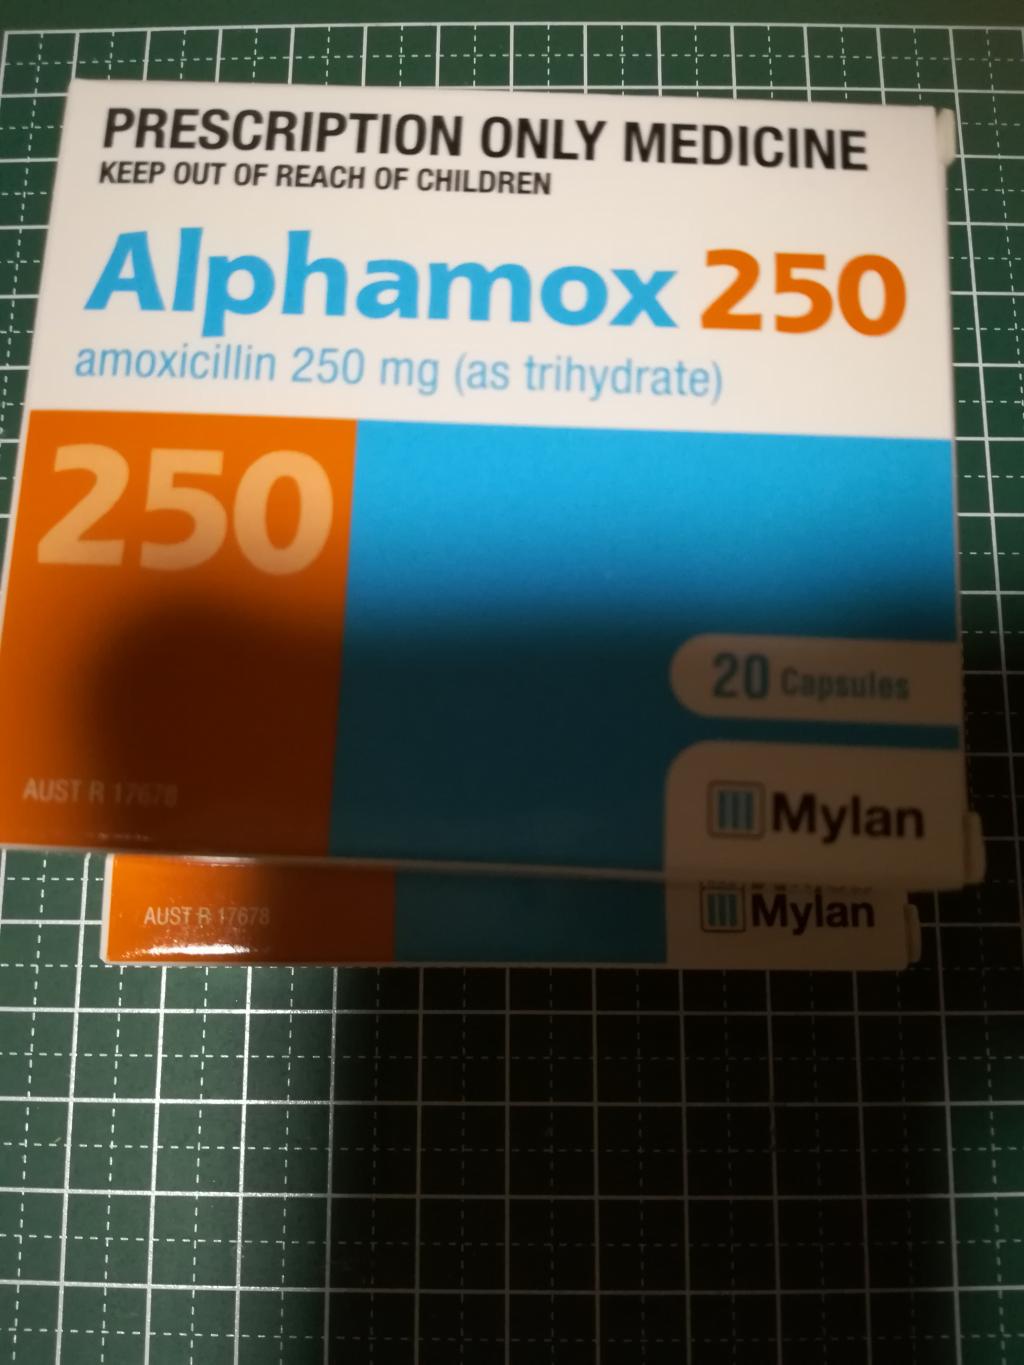 PRESCRIPTION ONLY MEDICINE
KEEP OUT OF REACH OF CHILDREN
Alphamox 250
amoxicillin 250 mg (as trihydrate)
250
20 Capsules
AUST R 17678
Mylan
AUST R 17678
Mylan